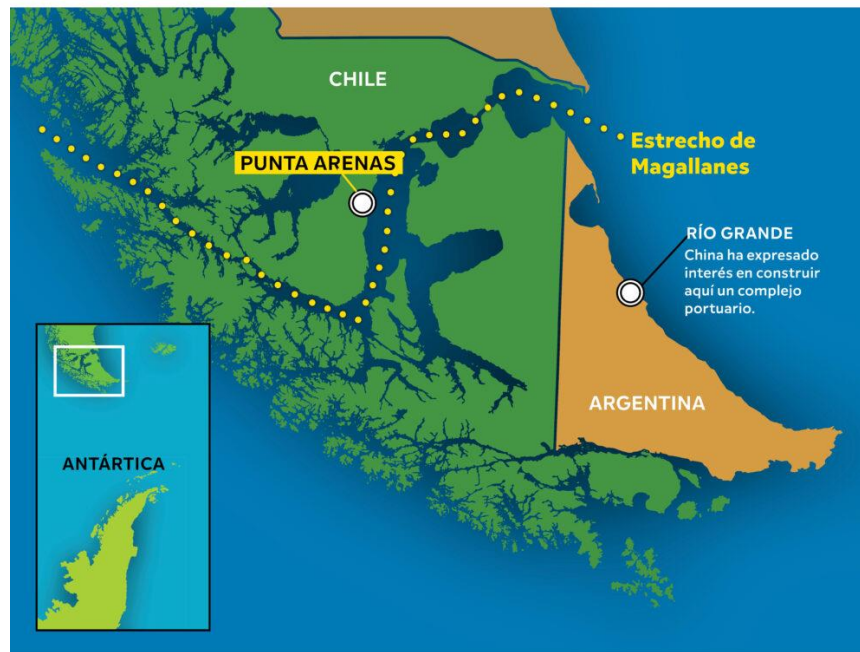 CHILE
Estrecho de
Magallanes
PUNTA ARENAS
RÍO GRANDE
China ha expresado
interés en construir
aquí un complejo
portuario.
ARGENTINA
ANTÁRTICA